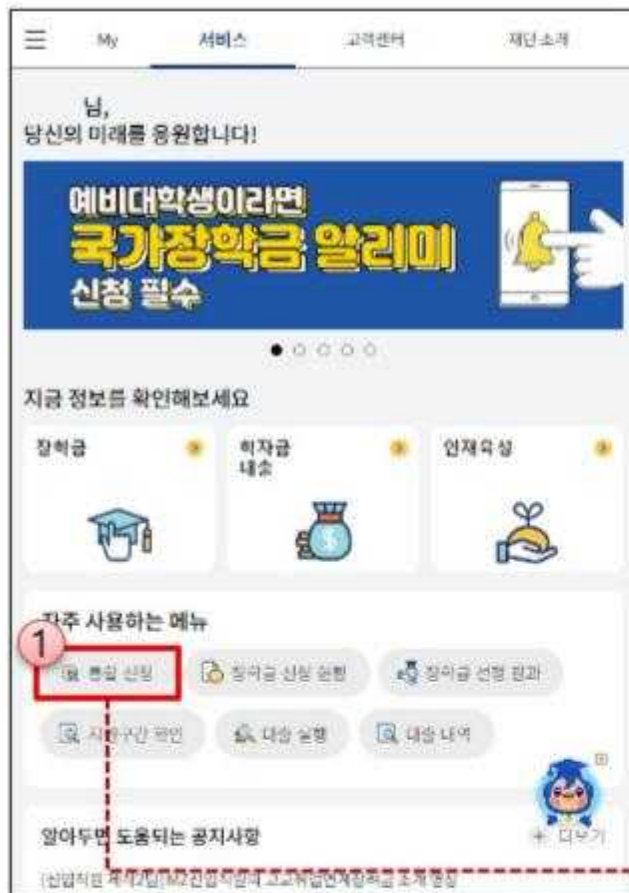 My 서비스 고객센터 재단 소개
님,
당신의 미래를 응원합니다!
예비대학생이라면
국가장학금 알리미
신청 필수
지금 정보를 확인해보세요
장학금
학자금
대출
인재육성
자주 사용하는 메뉴
1
통합 신청 장학금 신청 현황 장학금 선정 결과
지원구간 확인 대출 실행 대출 내역
알아두면 도움되는 공지사항
+ 더보기